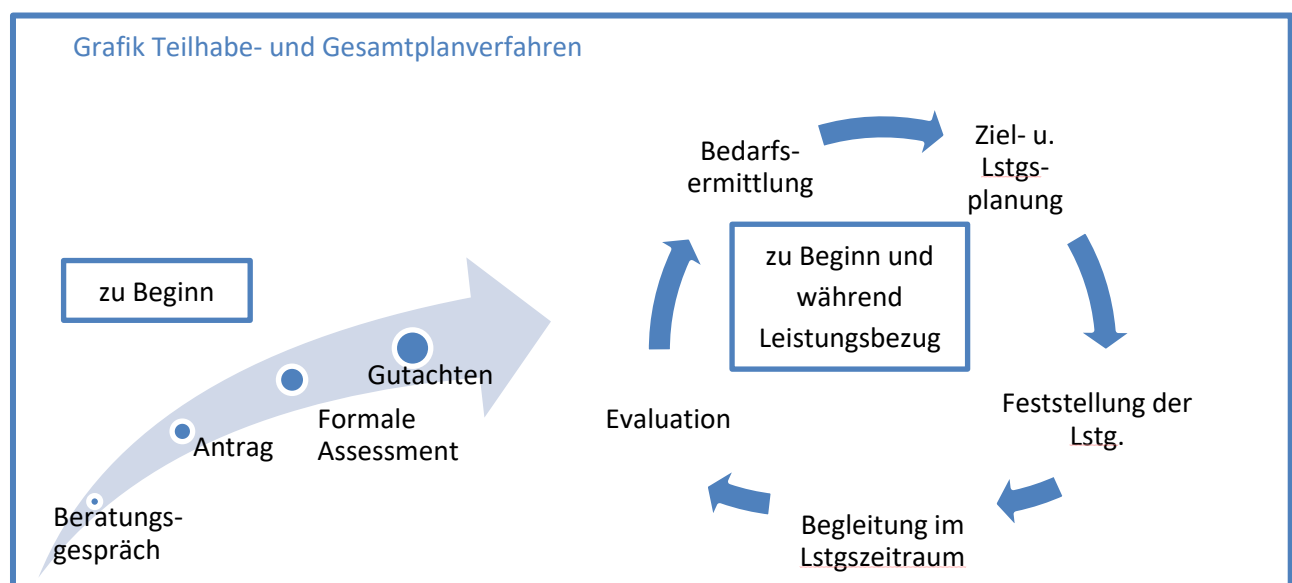 Grafik Teilhabe- und Gesamtplanverfahren
zu Beginn
Beratungs-
gespräch
Antrag
Formale
Assessment
Gutachten
Bedarfs-
ermittlung
Ziel- u.
Lstgs-
planung
zu Beginn und
während
Leistungsbezug
Feststellung der
Lstg.
Begleitung im
Lstgszeitraum
Evaluation